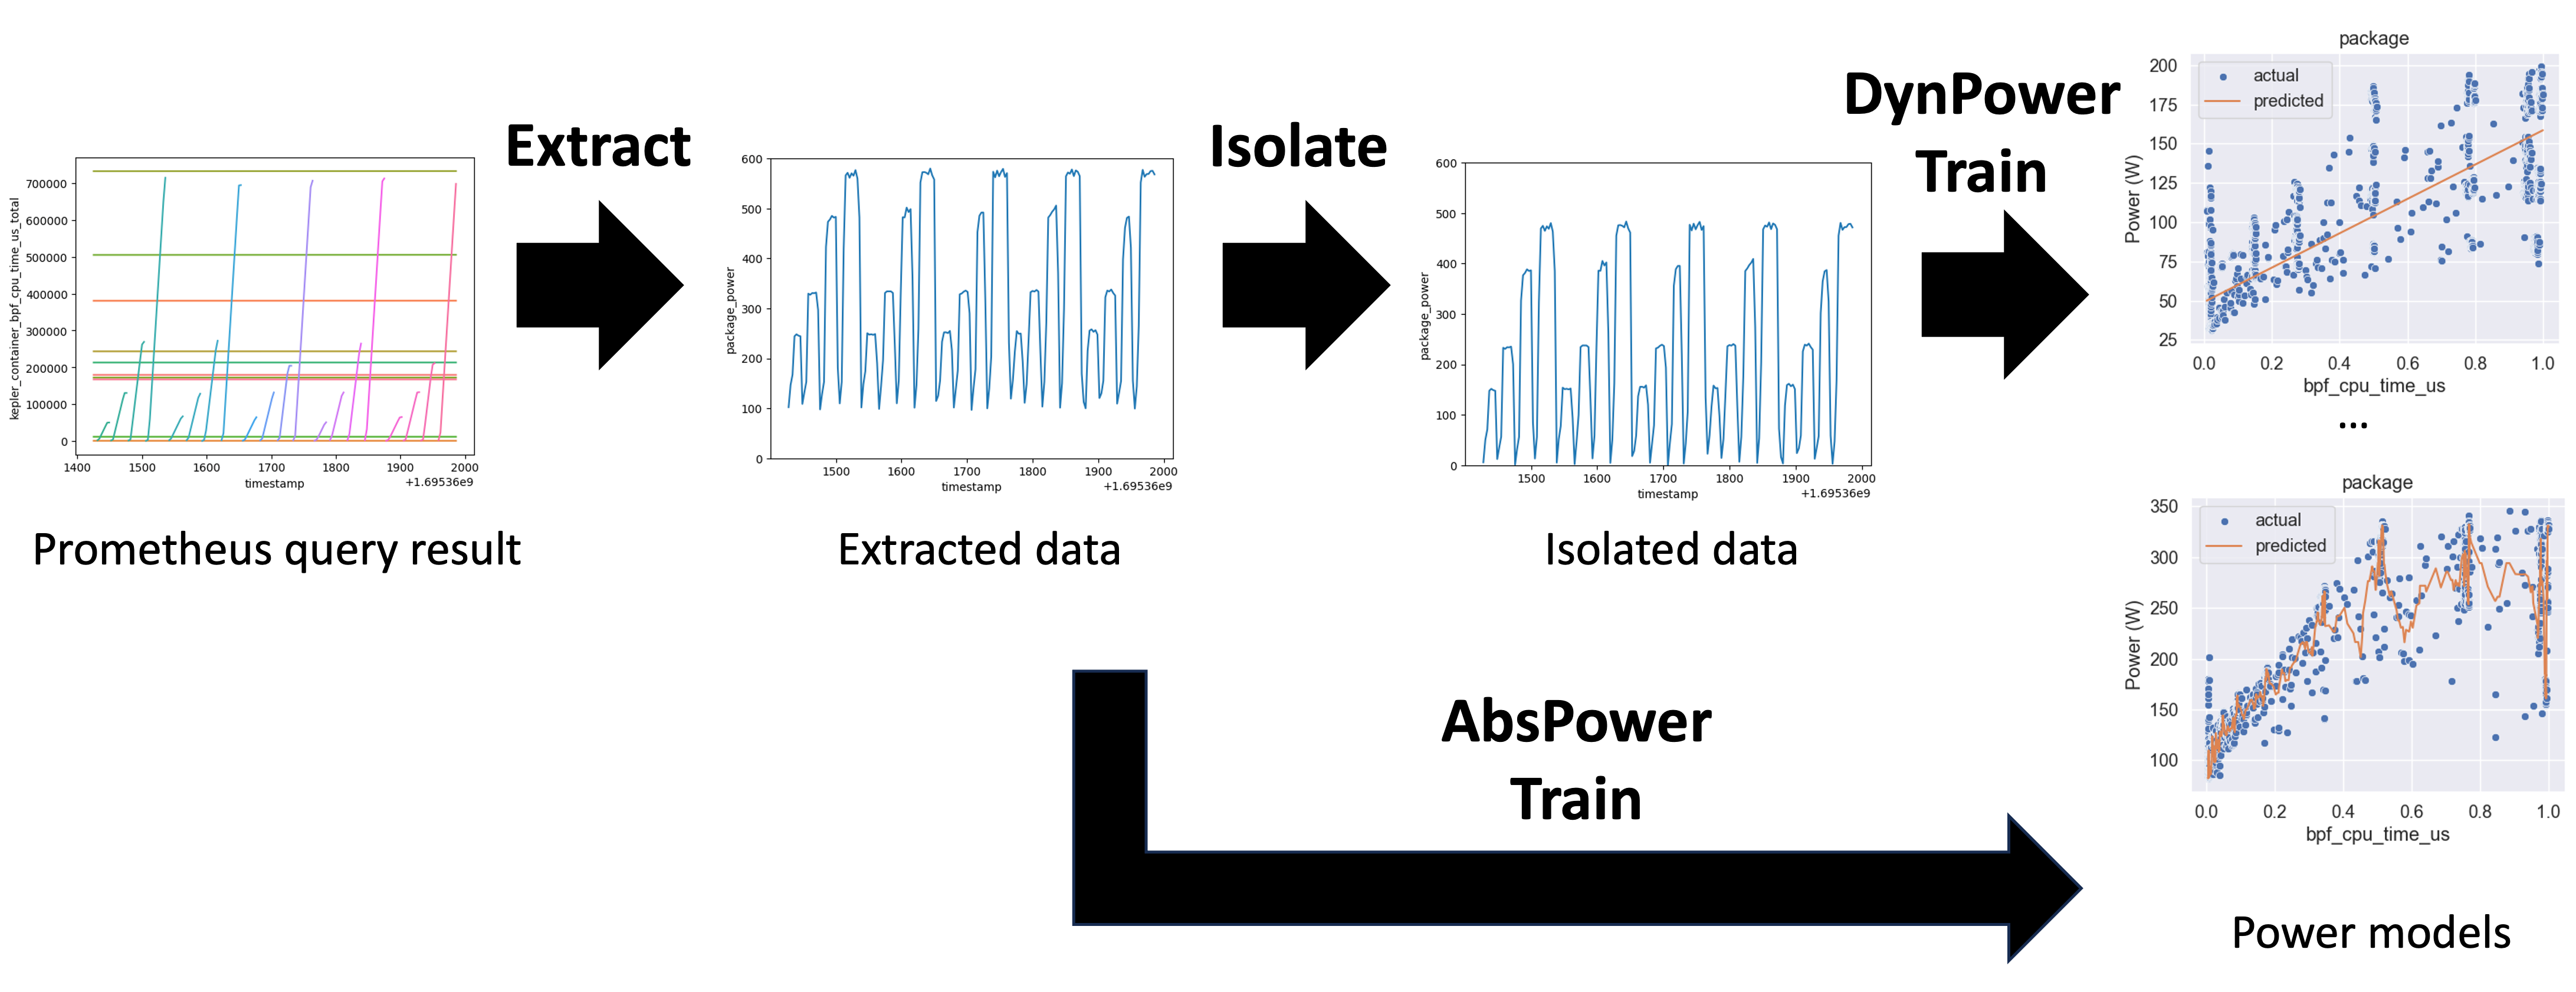 Extract
Isolate
DynPower
Train
kepler_container_bpf_cpu_time_us_total
700000
600000
500000
400000
300000
200000
100000
0
1400
1500
1600
1700
1800
1900
2000
timestamp
+1.69536e9
Prometheus query result
package_power
600
500
400
300
200
100
0
1500
1600
1700
1800
1900
2000
timestamp
+1.69536e9
Extracted data
package_power
600
500
400
300
200
100
0
1500
1600
1700
1800
1900
2000
timestamp
+1.69536e9
Isolated data
package
actual
predicted
Power (W)
200
175
150
125
100
75
50
25
0.0
0.2
0.4
0.6
0.8
1.0
bpf_cpu_time_us
...
package
actual
predicted
Power (W)
350
300
250
200
150
100
0.0
0.2
0.4
0.6
0.8
1.0
bpf_cpu_time_us
AbsPower
Train
Power models